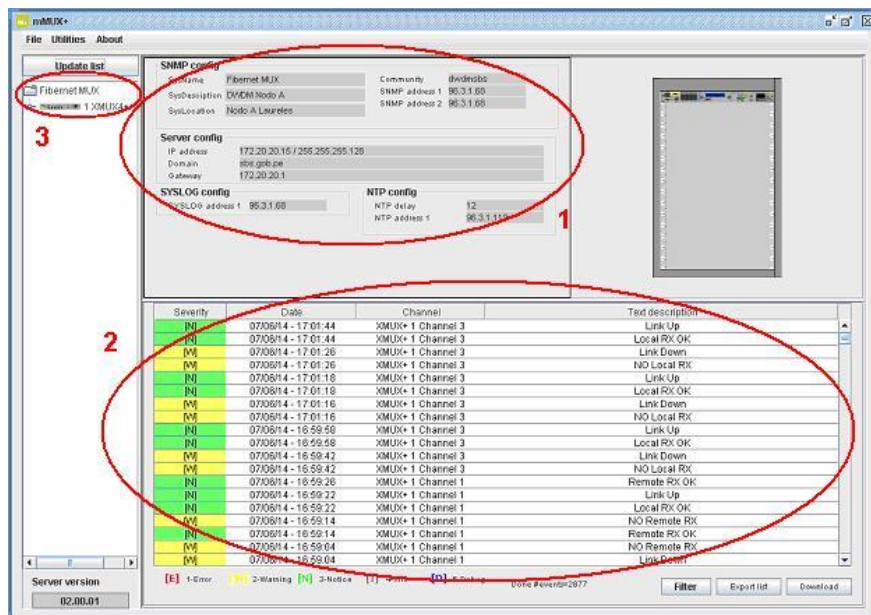 mMUX+
File Utilities About
Update list
Fibernet MUX
1 XMUX4+
3
SNMP config
SysName Fibernet MUX
SysDescription DWDM Nodo A
SysLocation Nodo A Laureles
Community dwdmsbs
SNMP address 1 96.3.1.68
SNMP address 2 96.3.1.68
Server config
IP address 172.20.20.15 / 255.255.255.128
Domain sbs.gob.pe
Gateway 172.20.20.1
SYSLOG config
SYSLOG address 1 96.3.1.68
NTP config
NTP delay 12
NTP address 1
1
2
Severity Date Channel Text description
[N] 07/06/14 - 17:01:44 XMUX+ 1 Channel 3 Link Up
[N] 07/06/14 - 17:01:44 XMUX+ 1 Channel 3 Local RX OK
[W] 07/06/14 - 17:01:26 XMUX+ 1 Channel 3 Link Down
[W] 07/06/14 - 17:01:26 XMUX+ 1 Channel 3 NO Local RX
[N] 07/06/14 - 17:01:18 XMUX+ 1 Channel 3 Link Up
[N] 07/06/14 - 17:01:18 XMUX+ 1 Channel 3 Local RX OK
[W] 07/06/14 - 17:01:16 XMUX+ 1 Channel 3 Link Down
[W] 07/06/14 - 17:01:16 XMUX+ 1 Channel 3 NO Local RX
[N] 07/06/14 - 16:59:58 XMUX+ 1 Channel 3 Link Up
[N] 07/06/14 - 16:59:58 XMUX+ 1 Channel 3 Local RX OK
[W] 07/06/14 - 16:59:42 XMUX+ 1 Channel 3 Link Down
[W] 07/06/14 - 16:59:42 XMUX+ 1 Channel 3 NO Local RX
[N] 07/06/14 - 16:59:26 XMUX+ 1 Channel 1 Remote RX OK
[N] 07/06/14 - 16:59:22 XMUX+ 1 Channel 1 Link Up
[N] 07/06/14 - 16:59:22 XMUX+ 1 Channel 1 Local RX OK
[W] 07/06/14 - 16:59:14 XMUX+ 1 Channel 1 NO Remote RX
[N] 07/06/14 - 16:59:14 XMUX+ 1 Channel 1 Remote RX OK
[W] 07/06/14 - 16:59:04 XMUX+ 1 Channel 1 NO Remote RX
[W] 07/06/14 - 16:59:04 XMUX+ 1 Channel 1 Link Down
[E] 1-Error [W] 2-Warning [N] 3-Notice
Done #events=2877
Filter Export list Download
Server version
02.00.01